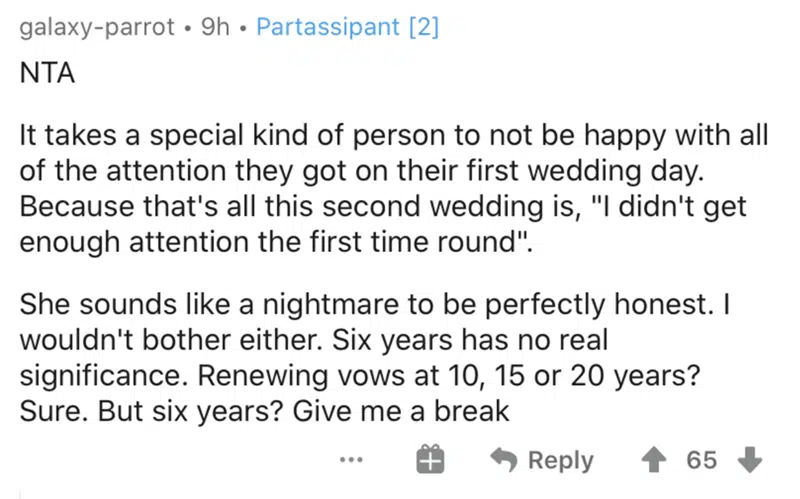 galaxy-parrot • 9h • Partassipant [2]
NTA
It takes a special kind of person to not be happy with all
of the attention they got on their first wedding day.
Because that's all this second wedding is, "I didn't get
enough attention the first time round".
She sounds like a nightmare to be perfectly honest. I
wouldn't bother either. Six years has no real
significance. Renewing vows at 10, 15 or 20 years?
Sure. But six years? Give me a break
... Reply 65